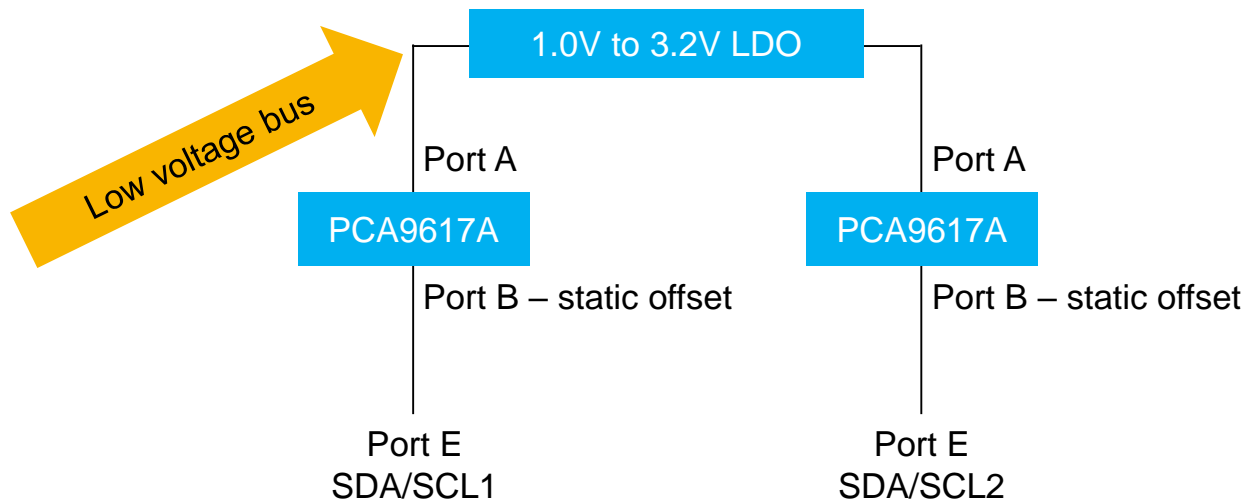 1.0V to 3.2V LDO
Low voltage bus
Port A
Port A
PCA9617A
PCA9617A
Port B – static offset
Port B – static offset
Port E
SDA/SCL1
Port E
SDA/SCL2